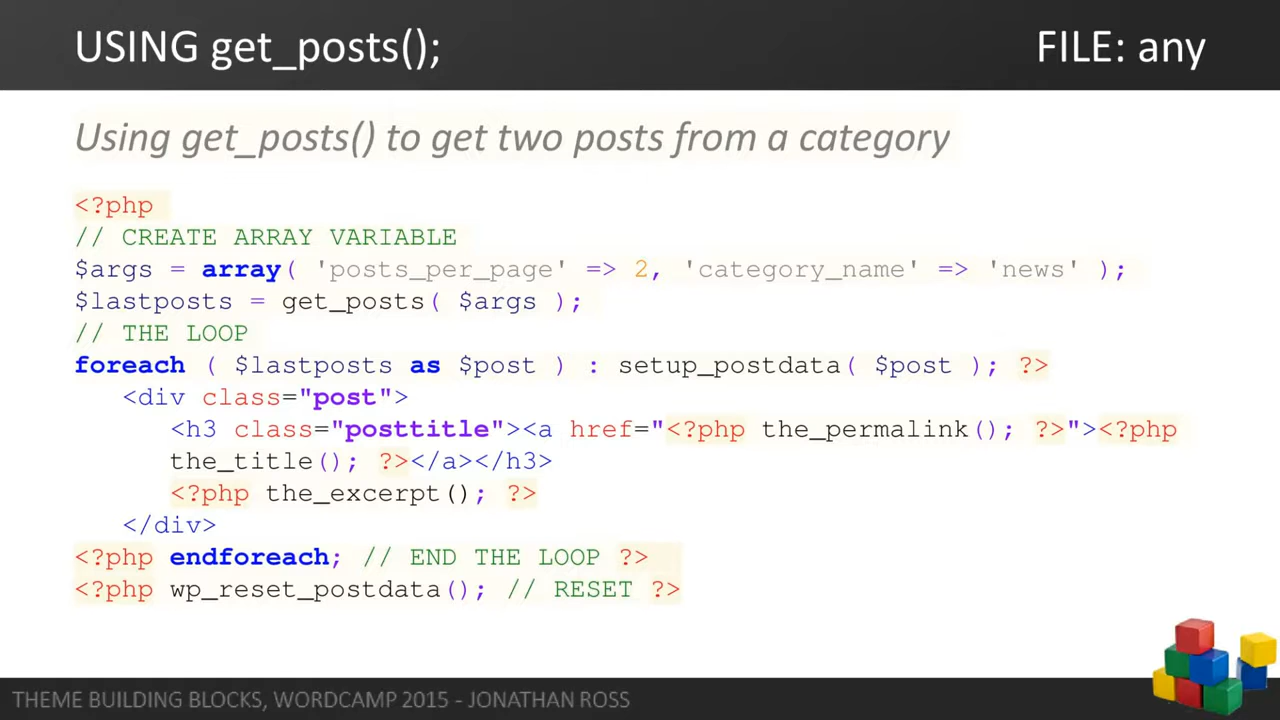 USING get_posts();
FILE: any
Using get_posts() to get two posts from a category
<?php
// CREATE ARRAY VARIABLE
$args = array( 'posts_per_page' => 2, 'category_name' => 'news' );
$lastposts = get_posts( $args );
// THE LOOP
foreach ( $lastposts as $post ) : setup_postdata( $post ); ?>
<div class="post">
<h3 class="posttitle"><a href="<?php the_permalink(); ?>"><?php
the_title(); ?></a></h3>
<?php the_excerpt(); ?>
</div>
<?php endforeach; // END THE LOOP ?>
<?php wp_reset_postdata(); // RESET ?>
THEME BUILDING BLOCKS, WORDCAMP 2015 - JONATHAN ROSS